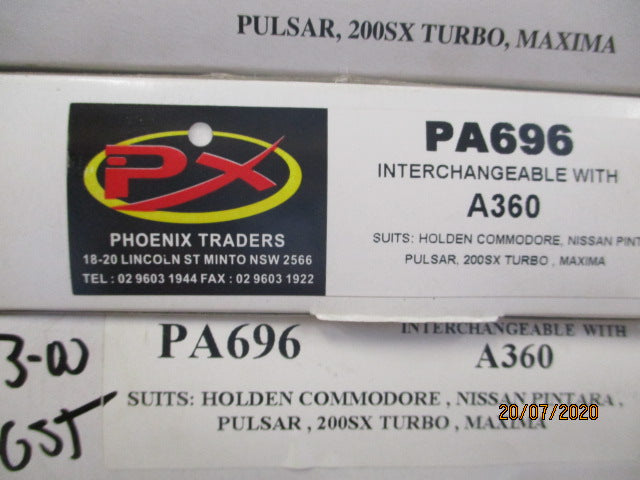 PULSAR, 200SX TURBO, MAXIMA
PX
PHOENIX TRADERS
18-20 LINCOLN ST MINTO NSW 2566
TEL : 02 9603 1944 FAX : 02 9603 1922
PA696
INTERCHANGEABLE WITH
A360
SUITS: HOLDEN COMMODORE, NISSAN PINT
PULSAR, 200SX TURBO , MAXIMA
3-00
GST
PA696
INTERCHANGEABLE WITH
A360
SUITS: HOLDEN COMMODORE , NISSAN PINTARA ,
PULSAR , 200SX TURBO , MAXIMA
20/07/2020